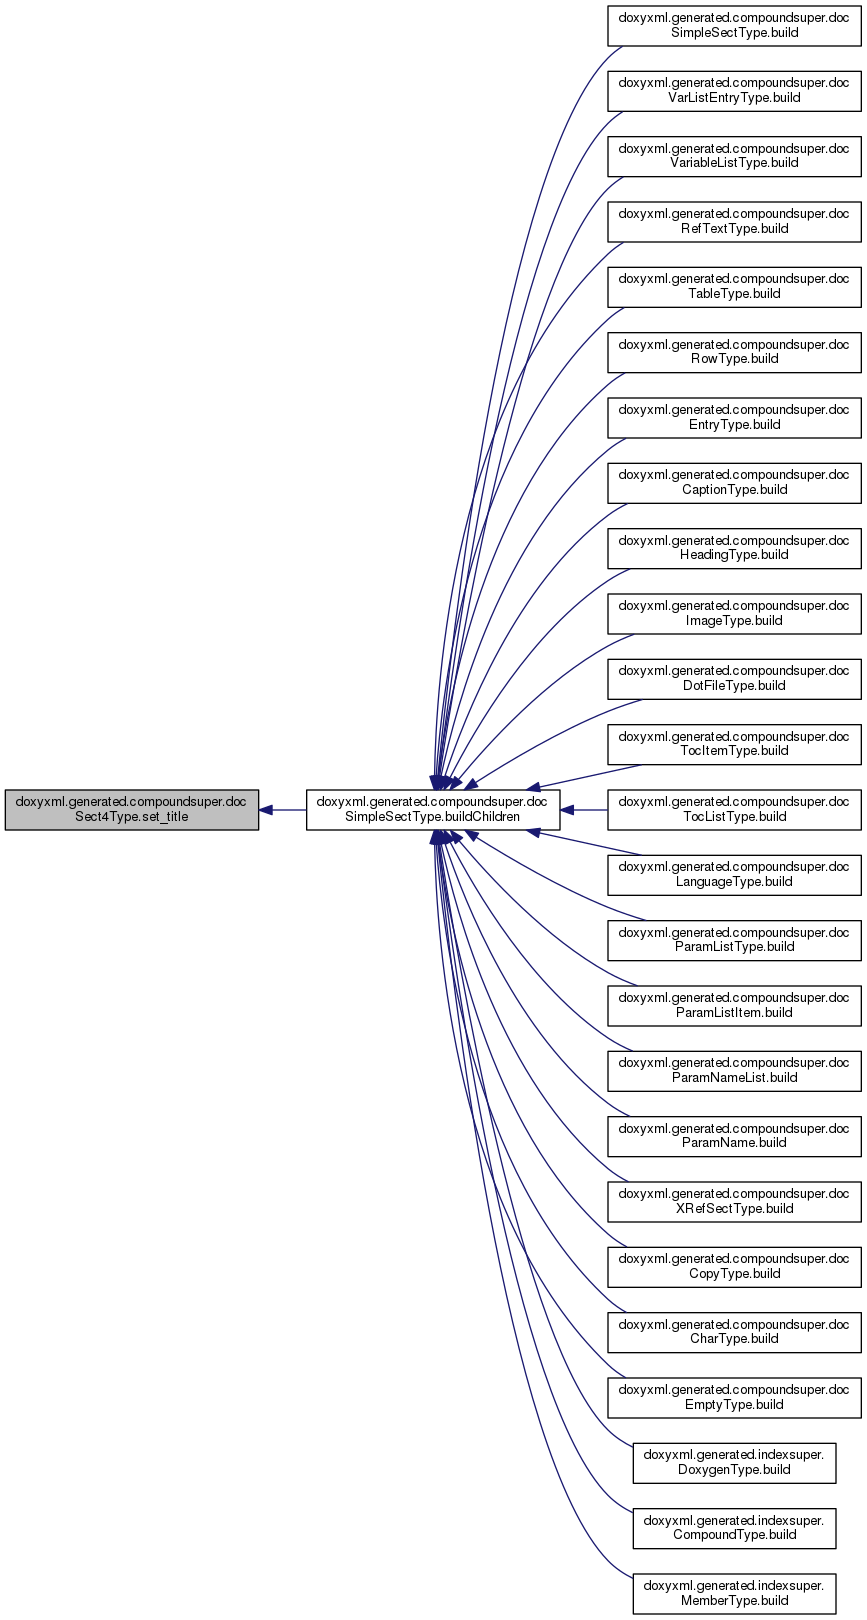 doxyxml.generated.compoundsuper.doc
Sect4Type.set_title
doxyxml.generated.compoundsuper.doc
SimpleSectType.buildChildren
doxyxml.generated.compoundsuper.doc
SimpleSectType.build
doxyxml.generated.compoundsuper.doc
VarListEntryType.build
doxyxml.generated.compoundsuper.doc
VariableListType.build
doxyxml.generated.compoundsuper.doc
RefTextType.build
doxyxml.generated.compoundsuper.doc
TableType.build
doxyxml.generated.compoundsuper.doc
RowType.build
doxyxml.generated.compoundsuper.doc
EntryType.build
doxyxml.generated.compoundsuper.doc
CaptionType.build
doxyxml.generated.compoundsuper.doc
HeadingType.build
doxyxml.generated.compoundsuper.doc
ImageType.build
doxyxml.generated.compoundsuper.doc
DotFileType.build
doxyxml.generated.compoundsuper.doc
TocItemType.build
doxyxml.generated.compoundsuper.doc
TocListType.build
doxyxml.generated.compoundsuper.doc
LanguageType.build
doxyxml.generated.compoundsuper.doc
ParamListType.build
doxyxml.generated.compoundsuper.doc
ParamListItem.build
doxyxml.generated.compoundsuper.doc
ParamNameList.build
doxyxml.generated.compoundsuper.doc
ParamName.build
doxyxml.generated.compoundsuper.doc
XRefSectType.build
doxyxml.generated.compoundsuper.doc
CopyType.build
doxyxml.generated.compoundsuper.doc
CharType.build
doxyxml.generated.compoundsuper.doc
EmptyType.build
doxyxml.generated.indexsuper.
DoxygenType.build
doxyxml.generated.indexsuper.
CompoundType.build
doxyxml.generated.indexsuper.
MemberType.build